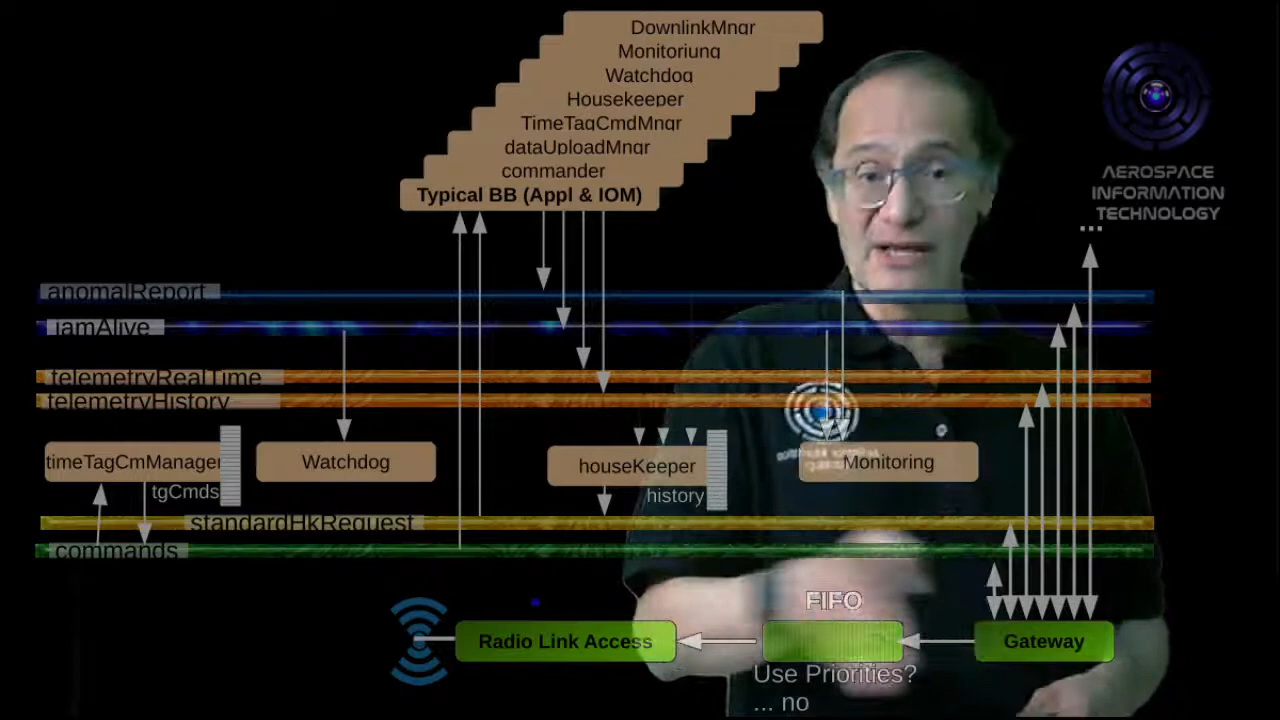 DownlinkMngr
Monitoriung
Watchdog
Housekeeper
TimeTagCmdMngr
dataUploadMngr
commander
Typical BB (Appl & IOM)
AEROSPACE
INFORMATION
TECHNOLOGY
...
anomalReport
iamAlive
telemetryRealTime
telemetryHistory
timeTagCmManager
Watchdog
houseKeeper
Monitoring
tgCmds
history
standardHkRequest
commands
FIFO
Radio Link Access
Gateway
Use Priorities?
... no